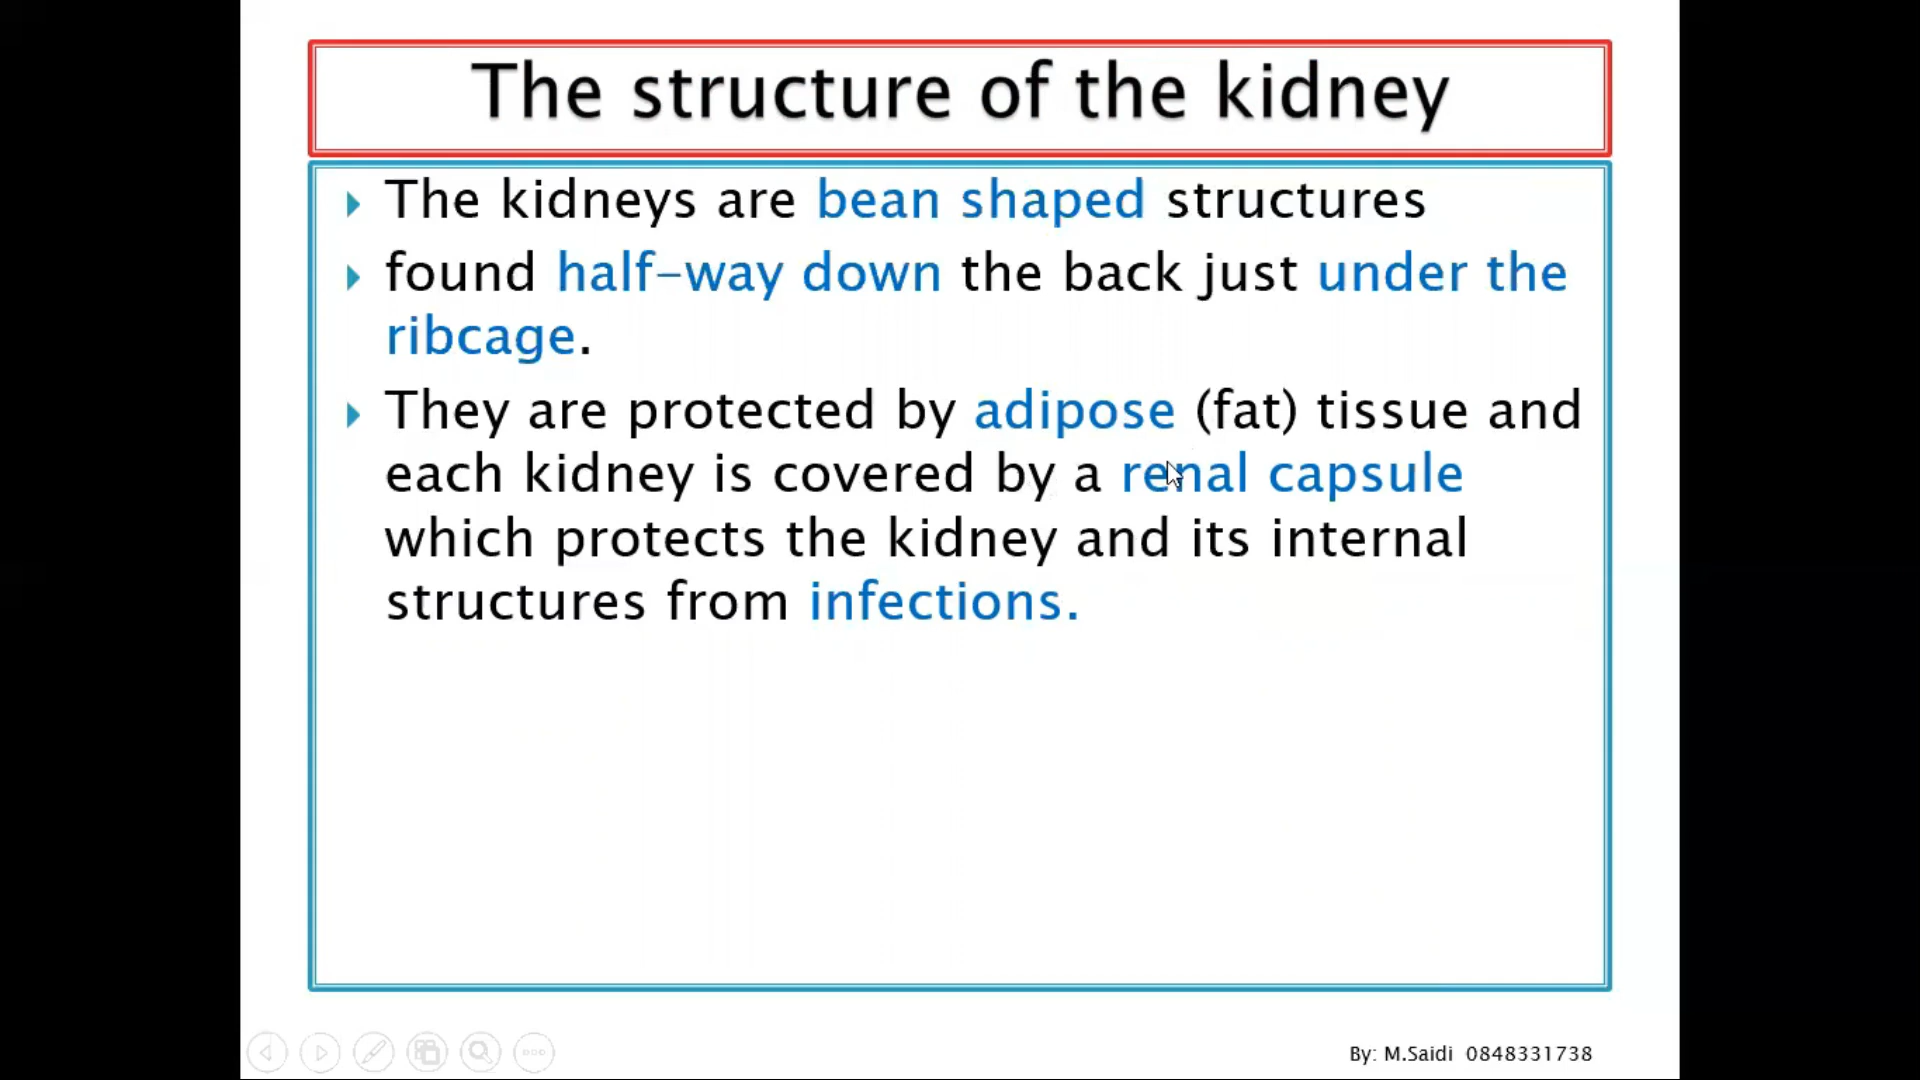 The structure of the kidney
The kidneys are bean shaped structures
found half-way down the back just under the
ribcage.
They are protected by adipose (fat) tissue and
each kidney is covered by a renal capsule
which protects the kidney and its internal
structures from infections.
By: M.Saidi 0848331738